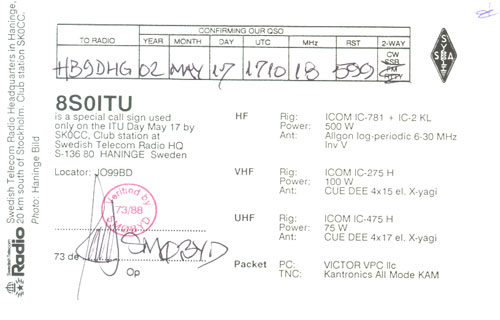 CONFIRMING OUR QSO
TO RADIO YEAR MONTH DAY UTC MHz RST 2-WAY
HB9DHG 02 MAY 17 1710 18 599 CW
SSB
FM
RTTY
SSA
8S0ITU
is a special call sign used
only on the ITU Day May 17 by
SK0CC, Club station at
Swedish Telecom Radio HQ
S-136 80 HANINGE Sweden
Locator: JO99BD
Verified by
73/88
SM0BYD
73 de SM0BYD
Op
HF Rig: ICOM IC-781 + IC-2 KL
Power: 500 W
Ant: Allgon log-periodic 6-30 MHz
Inv V
VHF Rig: ICOM IC-275 H
Power: 100 W
Ant: CUE DEE 4x15 el. X-yagi
UHF Rig: ICOM IC-475 H
Power: 75 W
Ant: CUE DEE 4x17 el. X-yagi
Packet PC: VICTOR VPC IIc
TNC: Kantronics All Mode KAM
Swedish Telecom
Radio
Swedish Telecom Radio Headquarters in Haninge,
20 km south of Stockholm. Club station SK0CC.
Photo: Haninge Bild